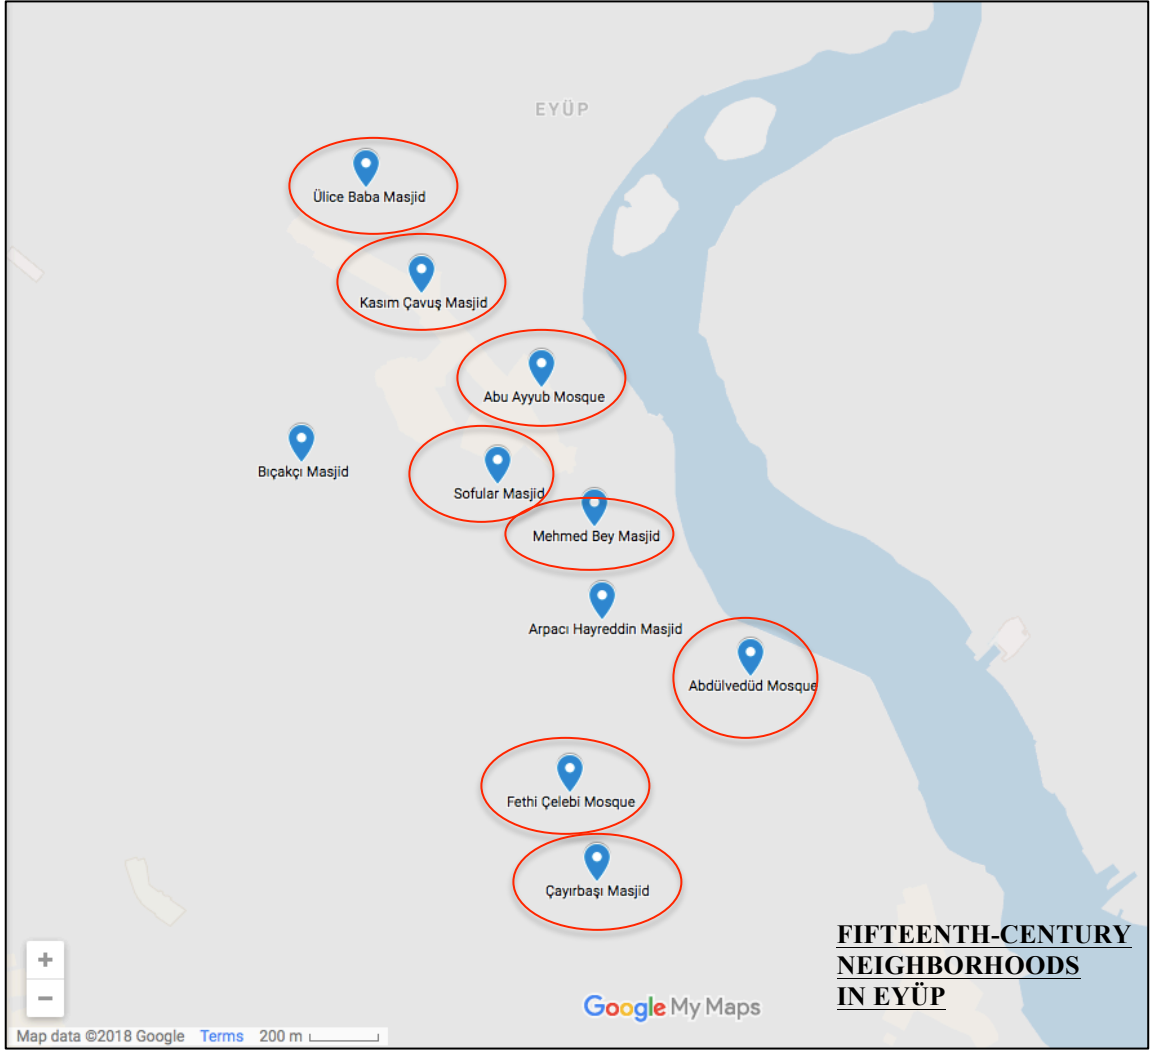 EYÜP
Ülice Baba Masjid
Kasım Çavuş Masjid
Abu Ayyub Mosque
Bıçakçı Masjid
Sofular Masjid
Mehmed Bey Masjid
Arpacı Hayreddin Masjid
Abdülvedüd Mosque
Fethi Çelebi Mosque
Çayırbaşı Masjid
FIFTEENTH-CENTURY
NEIGHBORHOODS
IN EYÜP
+
−
Google My Maps
Map data ©2018 Google Terms 200 m